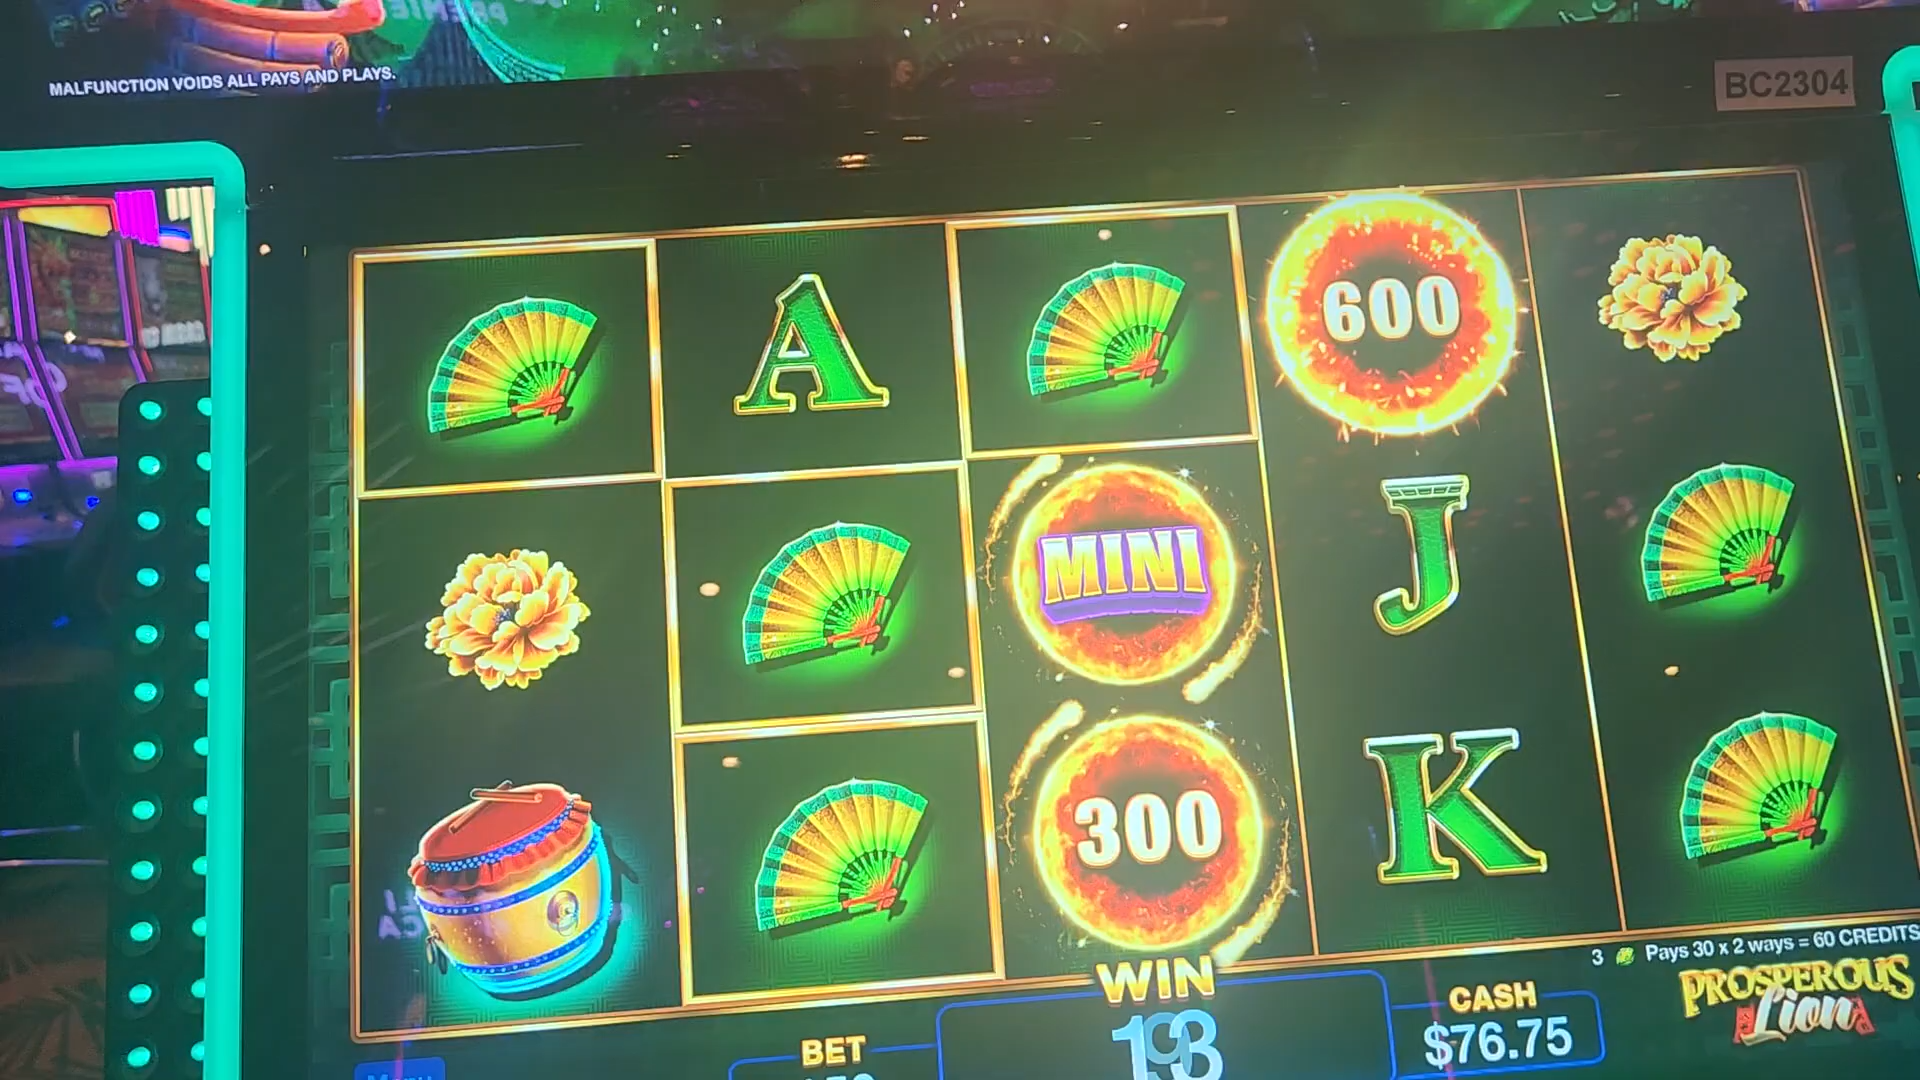 MALFUNCTION VOIDS ALL PAYS AND PLAYS.
BC2304
A
600
MINI
J
300
K
3 Pays 30 x 2 ways = 60 CREDITS
PROSPEROUS
Lion
WIN
CASH
$76.75
BET